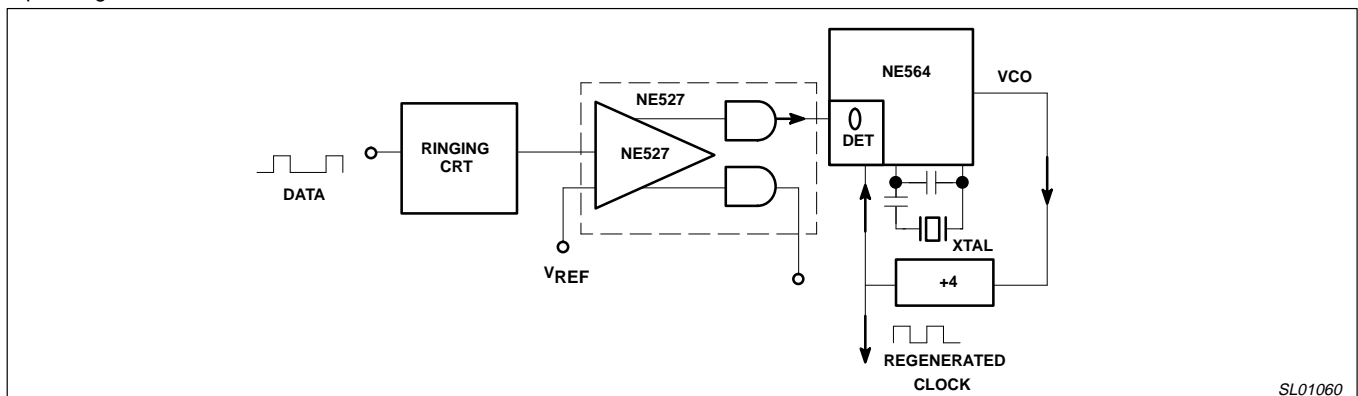 DATA
RINGING
CRT
NE527
NE527
VREF
NE564
0
DET
VCO
XTAL
+4
REGENERATED
CLOCK
SL01060